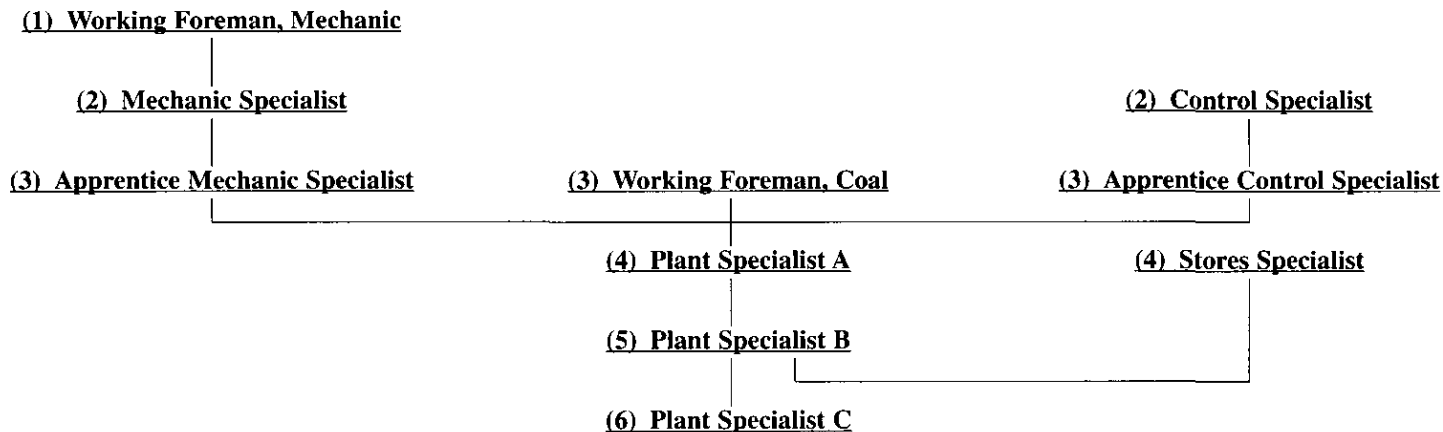 (1) Working Foreman, Mechanic
(2) Mechanic Specialist
(2) Control Specialist
(3) Apprentice Mechanic Specialist
(3) Working Foreman, Coal
(3) Apprentice Control Specialist
(4) Plant Specialist A
(4) Stores Specialist
(5) Plant Specialist B
(6) Plant Specialist C